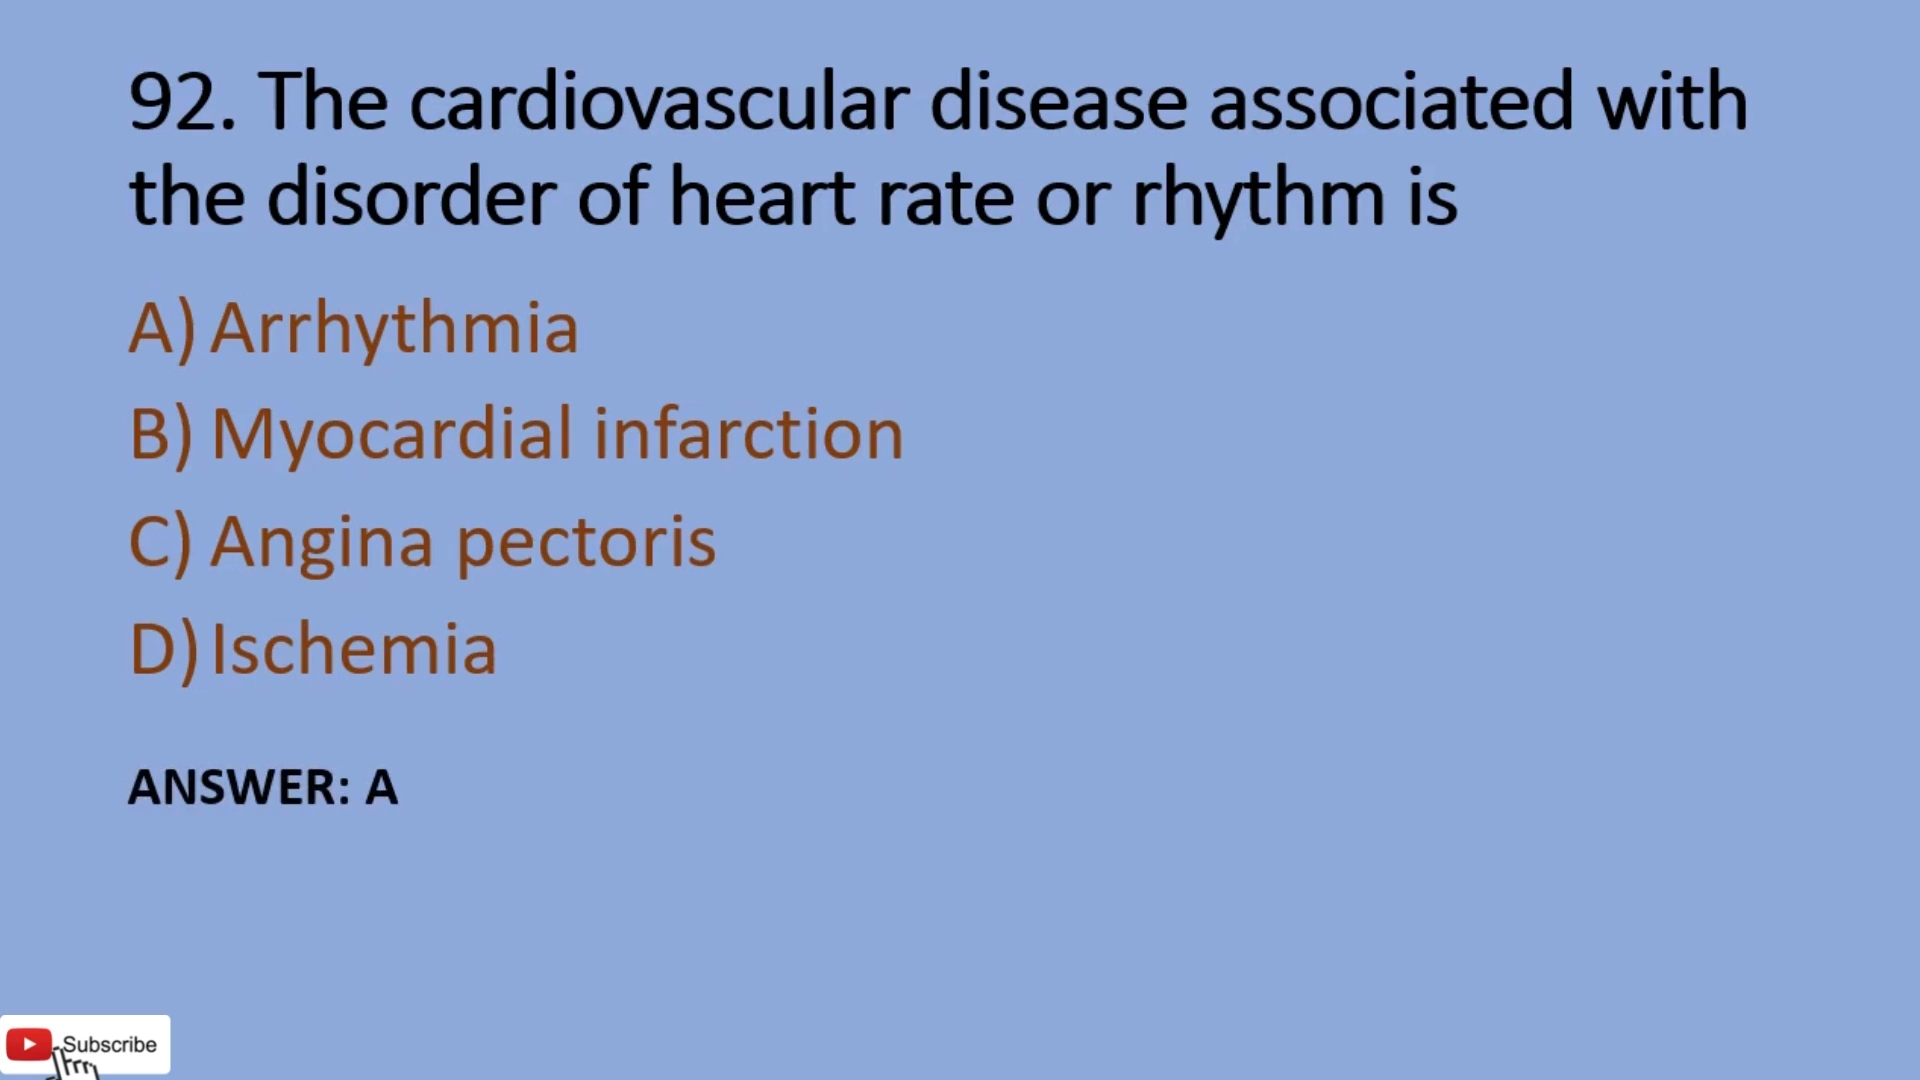 92. The cardiovascular disease associated with
the disorder of heart rate or rhythm is
A) Arrhythmia
B) Myocardial infarction
C) Angina pectoris
D) Ischemia
ANSWER: A
Subscribe